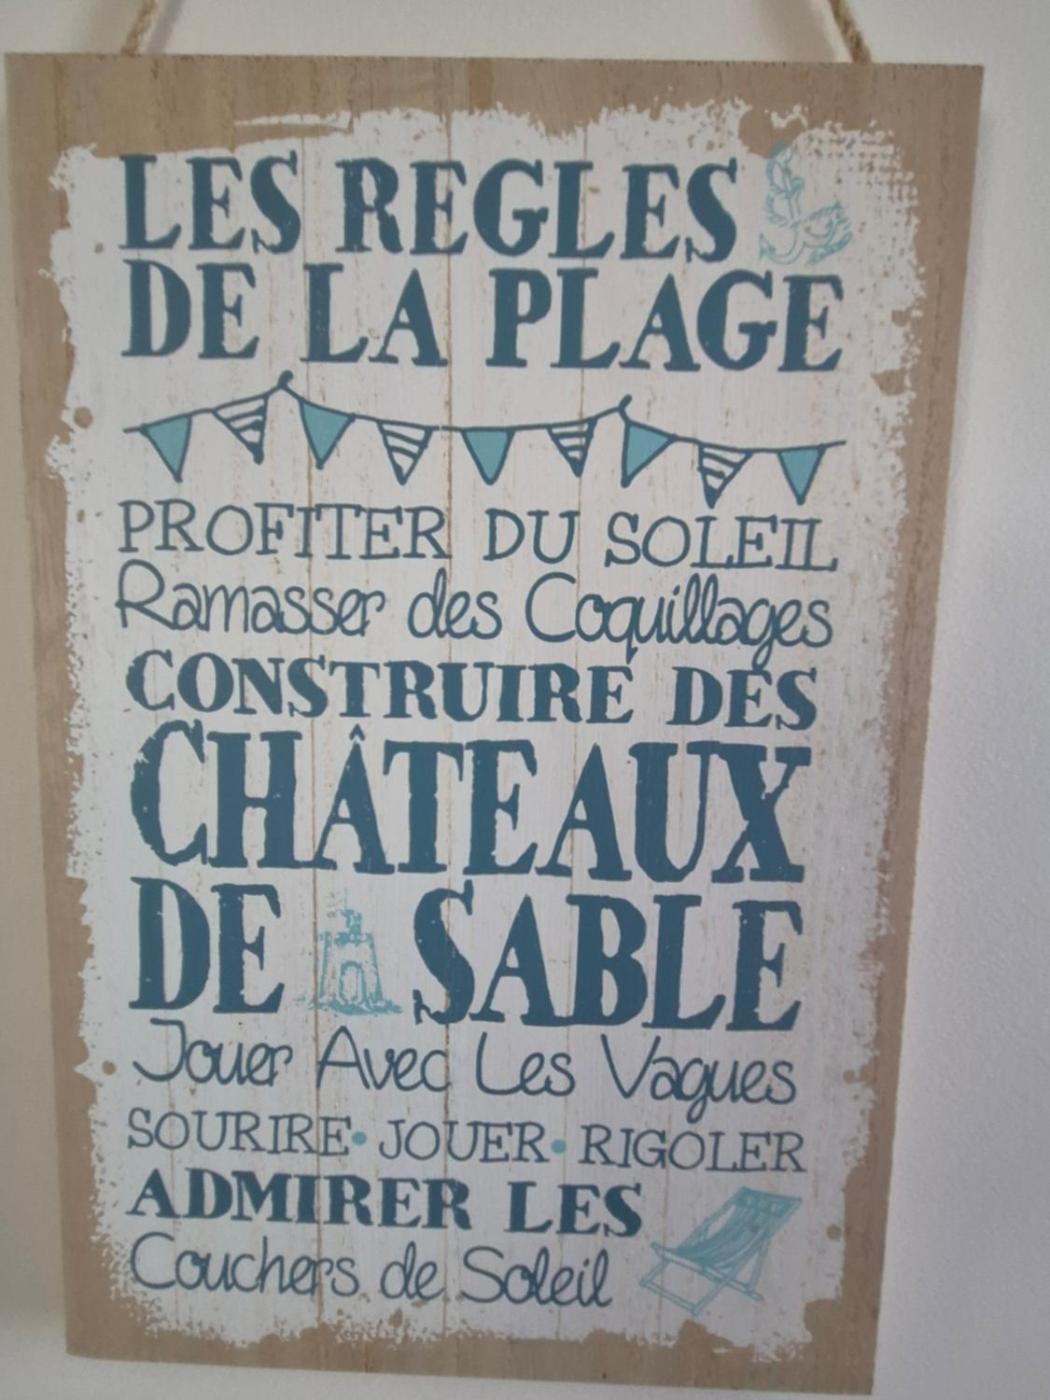 LES REGLES
DE LA PLAGE
PROFITER DU SOLEIL
Ramasser des Coquillages
CONSTRUIRE DES
CHÂTEAUX
DE SABLE
Jouer Avec Les Vagues
SOURIRE • JOUER • RIGOLER
ADMIRER LES
Couchers de Soleil